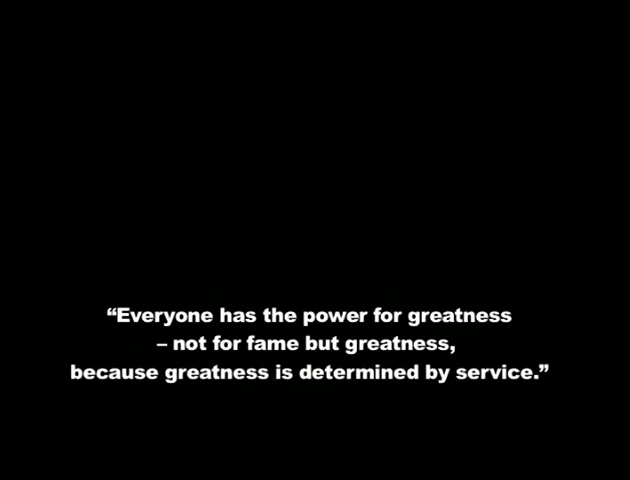 “Everyone has the power for greatness
– not for fame but greatness,
because greatness is determined by service.”